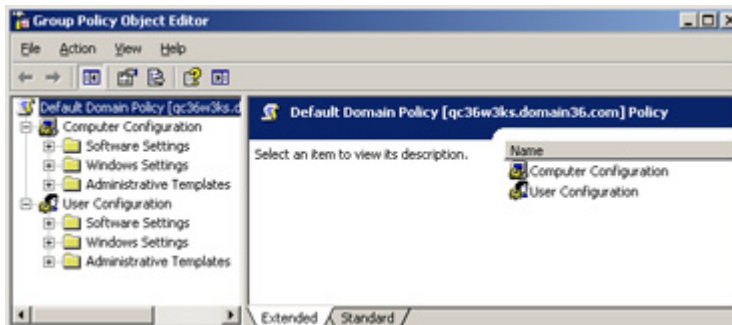 Group Policy Object Editor
File Action View Help
Default Domain Policy [qc36w3ks.d
Computer Configuration
Software Settings
Windows Settings
Administrative Templates
User Configuration
Software Settings
Windows Settings
Administrative Templates
Default Domain Policy [qc36w3ks.domain36.com] Policy
Select an item to view its description.
Name
Computer Configuration
User Configuration
Extended Standard